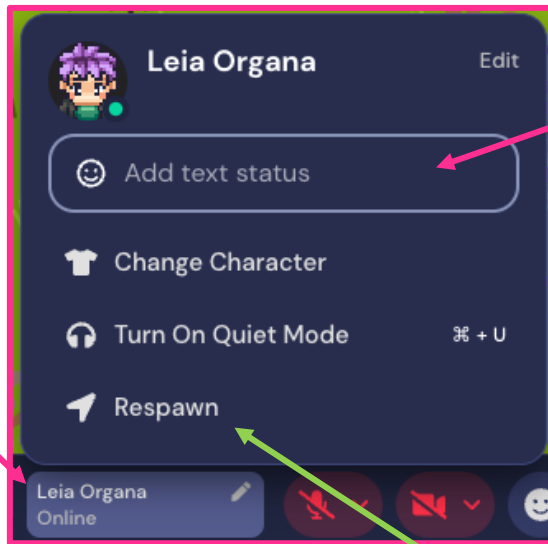 Leia Organa
Edit
Add text status
Change Character
Turn On Quiet Mode
⌘ + U
Respawn
Leia Organa
Online